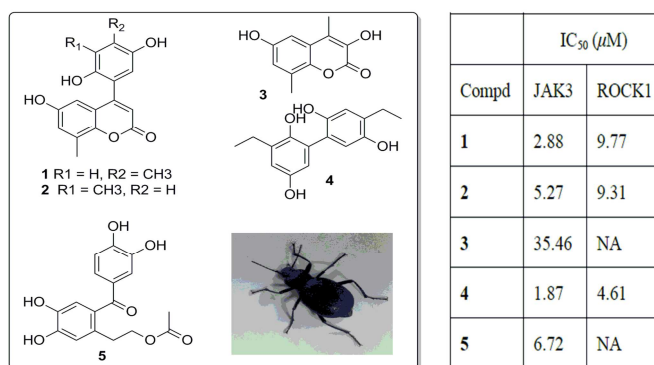 R1 R2 OH
HO
HO
O O
1 R1 = H, R2 = CH3
2 R1 = CH3, R2 = H
HO OH
O O
3
HO
OH
OH
OH
4
OH
OH
HO O
HO
O O
5
IC50 (μM)
Compd JAK3 ROCK1
1 2.88 9.77
2 5.27 9.31
3 35.46 NA
4 1.87 4.61
5 6.72 NA